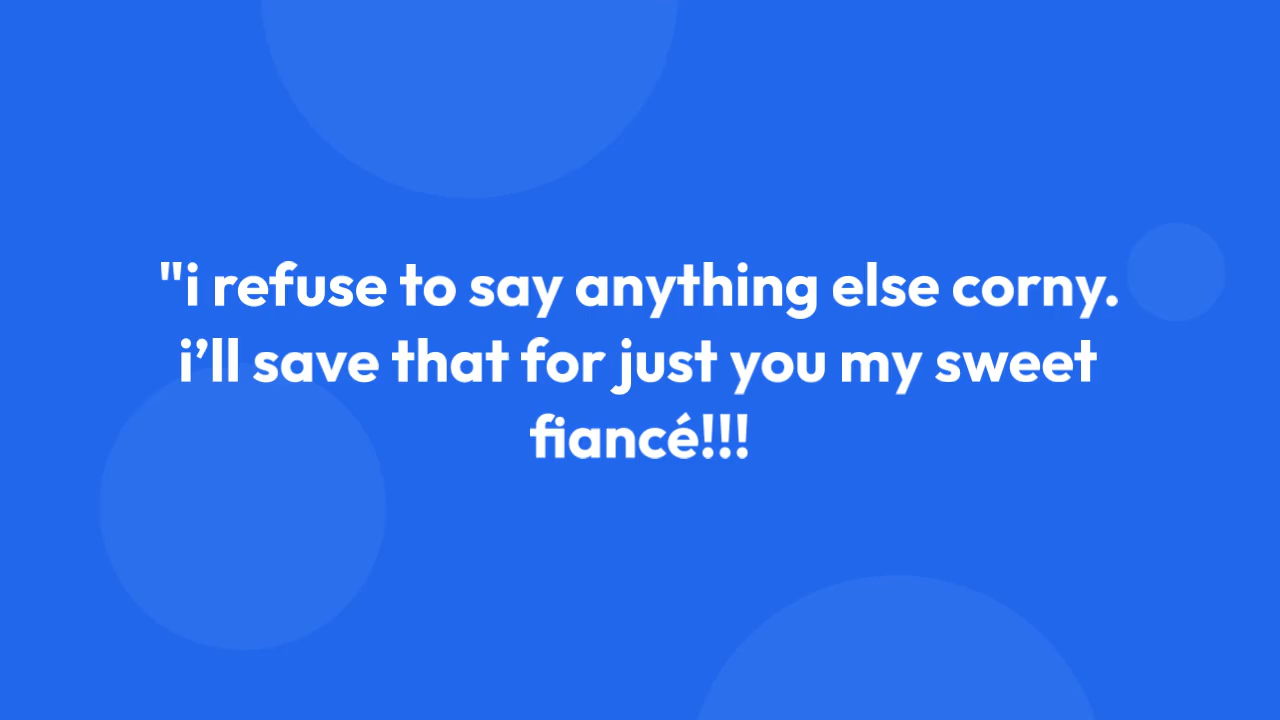 "i refuse to say anything else corny.
i’ll save that for just you my sweet
fiancé!!!